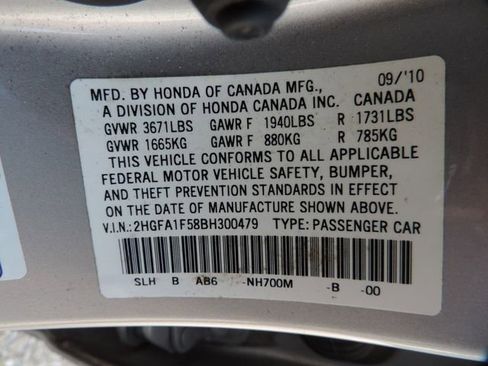 09/'10
MFD. BY HONDA OF CANADA MFG.,
A DIVISION OF HONDA CANADA INC. CANADA
GVWR 3671LBS GAWR F 1940LBS R 1731LBS
GVWR 1665KG GAWR F 880KG R 785KG
THIS VEHICLE CONFORMS TO ALL APPLICABLE
FEDERAL MOTOR VEHICLE SAFETY, BUMPER,
AND THEFT PREVENTION STANDARDS IN EFFECT
ON THE DATE OF MANUFACTURE SHOWN ABOVE.
V.I.N.: 2HGFA1F58BH300479 TYPE: PASSENGER CAR
SLH B AB6 -NH700M -B -00